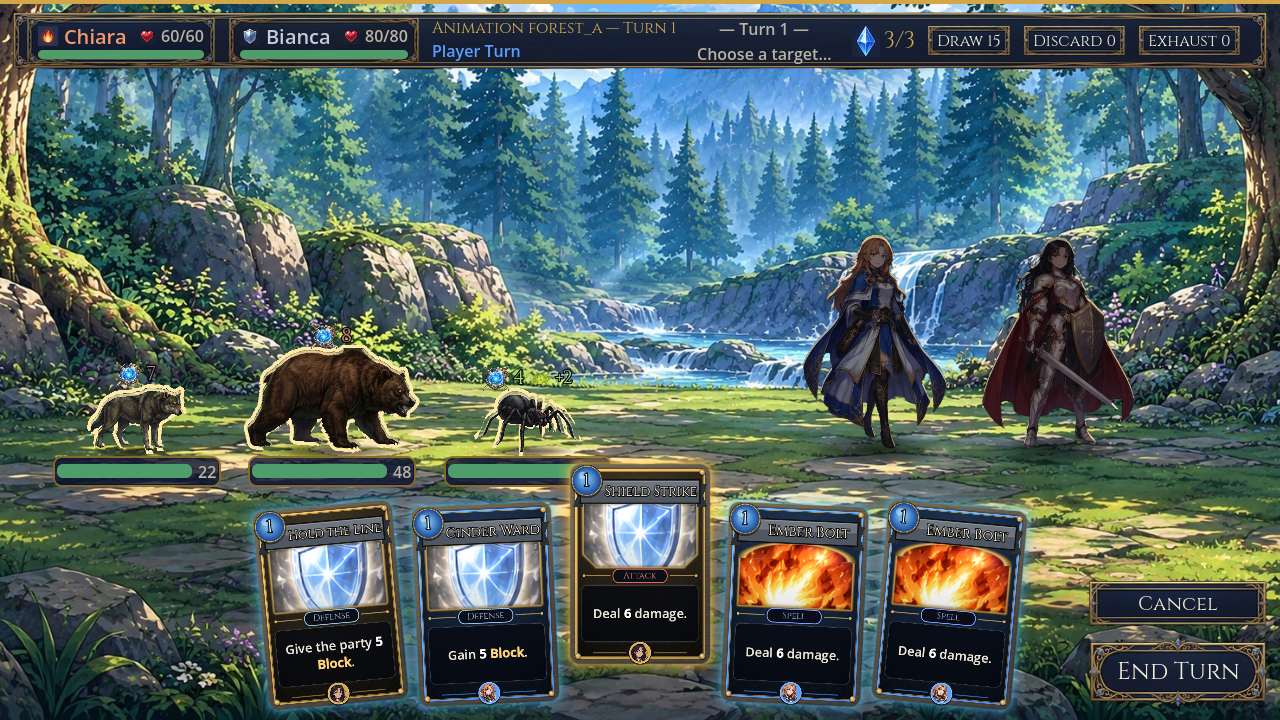 Chiara 60/60
Bianca 80/80
Animation forest_a — Turn 1
Player Turn
— Turn 1 —
Choose a target...
3/3
Draw 15
Discard 0
Exhaust 0
7
8
4 +2
22
48
1 Hold the Line
Defense
Give the party 5
Block.
1 Cinder Ward
Defense
Gain 5 Block.
1 Shield Strike
Attack
Deal 6 damage.
1 Ember Bolt
Spell
Deal 6 damage.
1 Ember Bolt
Spell
Deal 6 damage.
Cancel
End Turn